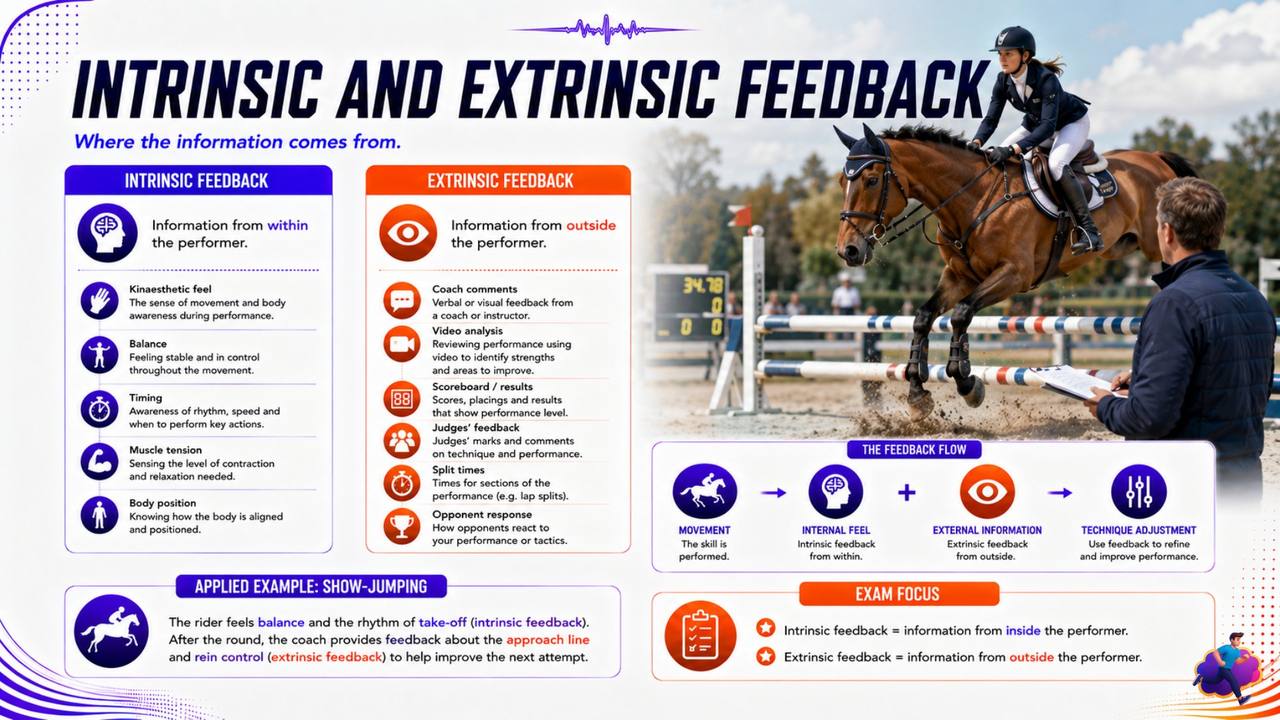 INTRINSIC AND EXTRINSIC FEEDBACK
Where the information comes from.
INTRINSIC FEEDBACK
Information from within
the performer.
Kinaesthetic feel
The sense of movement and body
awareness during performance.
Balance
Feeling stable and in control
throughout the movement.
Timing
Awareness of rhythm, speed and
when to perform key actions.
Muscle tension
Sensing the level of contraction
and relaxation needed.
Body position
Knowing how the body is aligned
and positioned.
EXTRINSIC FEEDBACK
Information from outside
the performer.
Coach comments
Verbal or visual feedback from
a coach or instructor.
Video analysis
Reviewing performance using
video to identify strengths
and areas to improve.
88
Scoreboard / results
Scores, placings and results
that show performance level.
Judges' feedback
Judges' marks and comments
on technique and performance.
Split times
Times for sections of the
performance (e.g. lap splits).
Opponent response
How opponents react to
your performance or tactics.
34.78
0 0
THE FEEDBACK FLOW
MOVEMENT
The skill is
performed.
INTERNAL FEEL
Intrinsic feedback
from within.
+
EXTERNAL INFORMATION
Extrinsic feedback
from outside.
TECHNIQUE ADJUSTMENT
Use feedback to refine
and improve performance.
APPLIED EXAMPLE: SHOW-JUMPING
The rider feels balance and the rhythm of take-off (intrinsic feedback).
After the round, the coach provides feedback about the approach line
and rein control (extrinsic feedback) to help improve the next attempt.
EXAM FOCUS
Intrinsic feedback = information from inside the performer.
Extrinsic feedback = information from outside the performer.